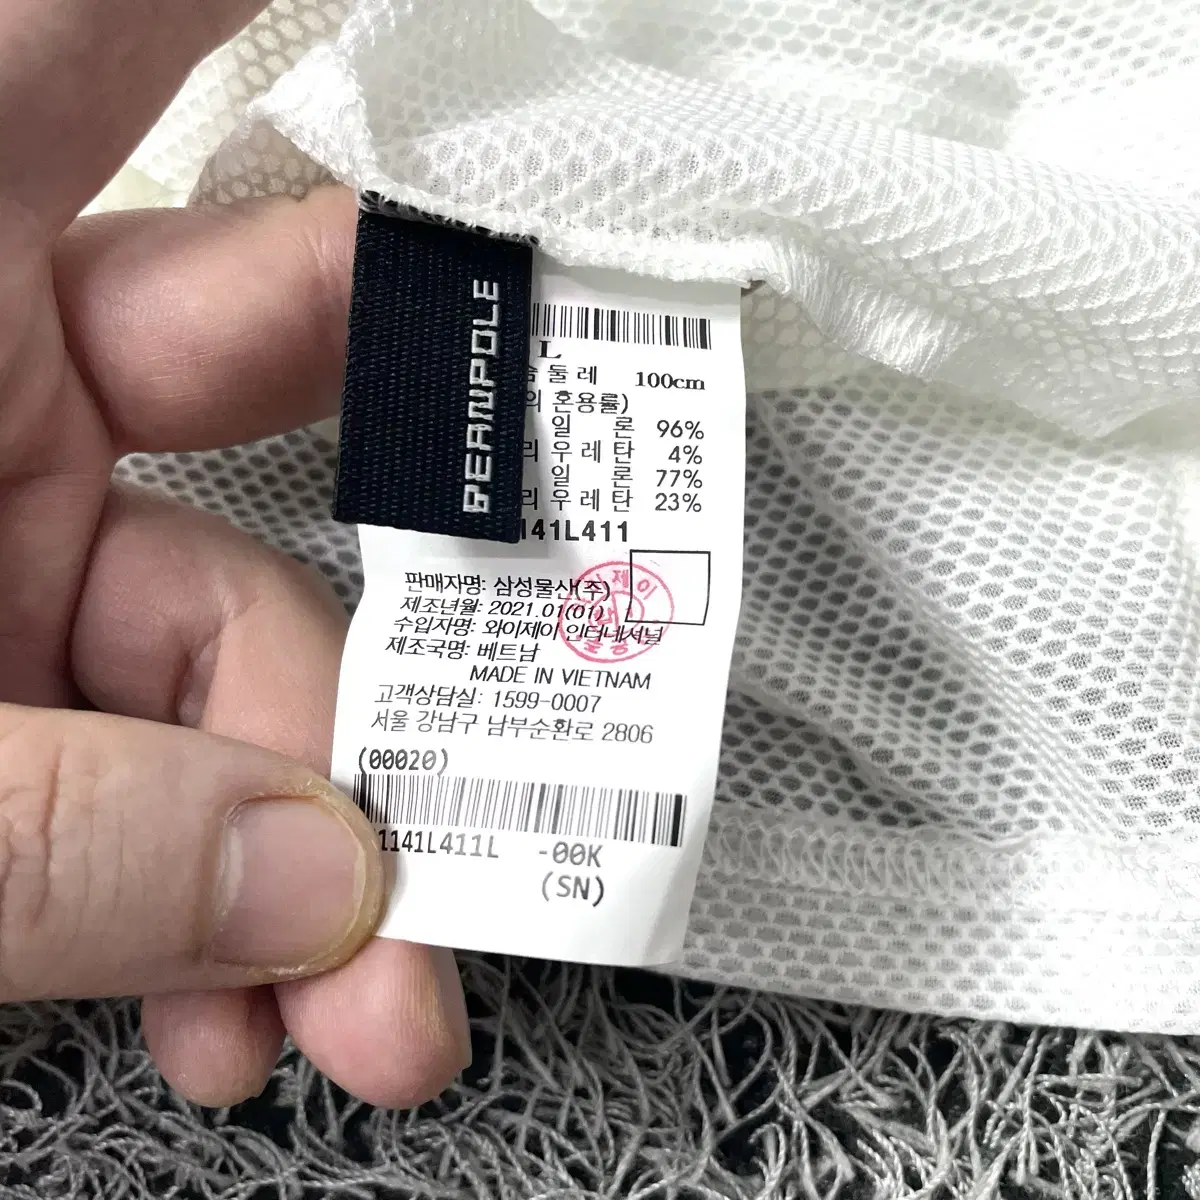 BEANPOLE
L
둘레 100cm
의 혼용률)
일 론 96%
리 우 레 탄 4%
일 론 77%
리 우 레 탄 23%
141L411
판매자명: 삼성물산(주)
제조년월: 2021.01(01)
수입자명: 와이제이 인터내셔널
제조국명: 베트남
MADE IN VIETNAM
고객상담실: 1599-0007
서울 강남구 남부순환로 2806
(00020)
1141L411L -00K
(SN)